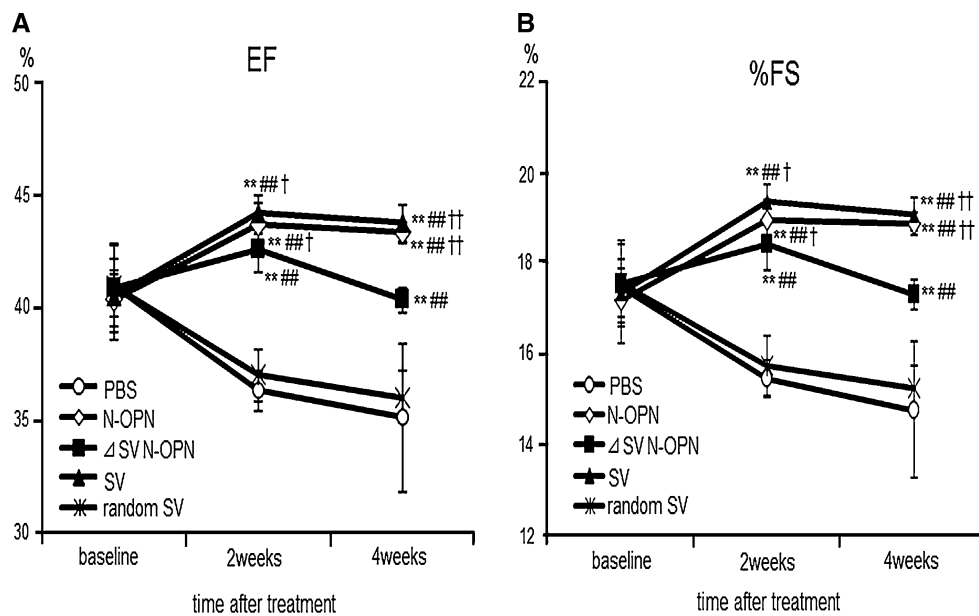 A
EF
%
50
45
40
35
30
** ## †
** ## †
** ##
** ## ††
** ## ††
** ##
PBS
N-OPN
⊿ SV N-OPN
SV
random SV
baseline
2weeks
4weeks
time after treatment
B
%FS
%
22
20
18
16
14
12
** ## †
** ## †
** ##
** ## ††
** ## ††
** ##
PBS
N-OPN
⊿ SV N-OPN
SV
random SV
baseline
2weeks
4weeks
time after treatment